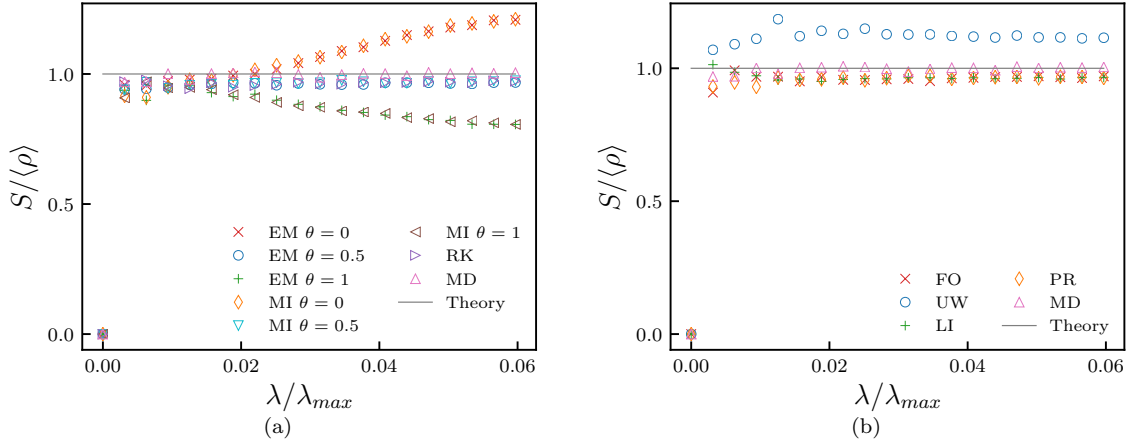 1.0
0.5
0.0
S/⟨ρ⟩
EM θ = 0
EM θ = 0.5
EM θ = 1
MI θ = 0
MI θ = 0.5
MI θ = 1
RK
MD
Theory
0.00
0.02
0.04
0.06
λ/λmax
(a)
1.0
0.5
0.0
S/⟨ρ⟩
FO
UW
LI
PR
MD
Theory
0.00
0.02
0.04
0.06
λ/λmax
(b)